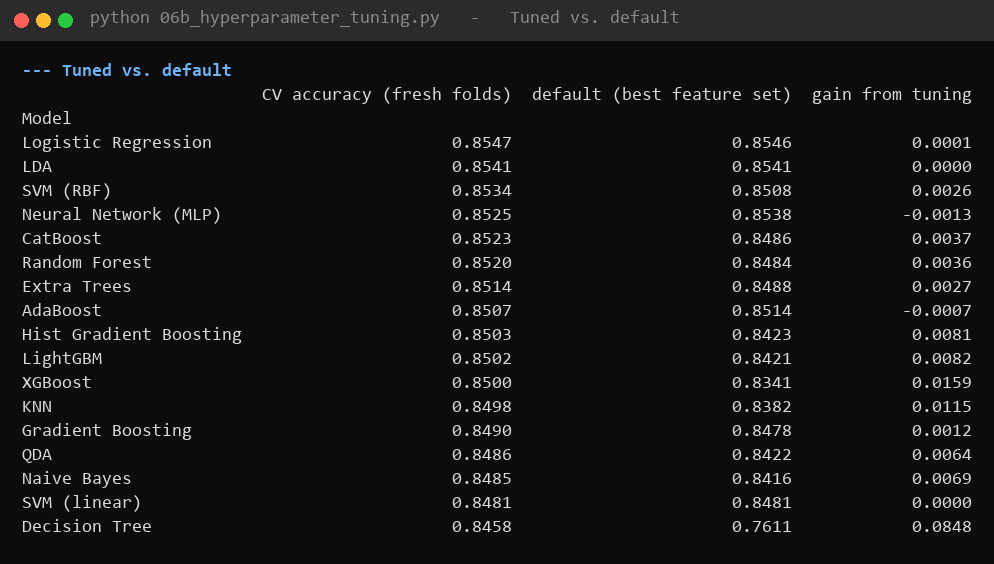 python 06b_hyperparameter_tuning.py   -   Tuned vs. default
--- Tuned vs. default
                        CV accuracy (fresh folds)  default (best feature set)  gain from tuning
Model
Logistic Regression                        0.8547                      0.8546            0.0001
LDA                                        0.8541                      0.8541            0.0000
SVM (RBF)                                  0.8534                      0.8508            0.0026
Neural Network (MLP)                       0.8525                      0.8538           -0.0013
CatBoost                                   0.8523                      0.8486            0.0037
Random Forest                              0.8520                      0.8484            0.0036
Extra Trees                                0.8514                      0.8488            0.0027
AdaBoost                                   0.8507                      0.8514           -0.0007
Hist Gradient Boosting                     0.8503                      0.8423            0.0081
LightGBM                                   0.8502                      0.8421            0.0082
XGBoost                                    0.8500                      0.8341            0.0159
KNN                                        0.8498                      0.8382            0.0115
Gradient Boosting                          0.8490                      0.8478            0.0012
QDA                                        0.8486                      0.8422            0.0064
Naive Bayes                                0.8485                      0.8416            0.0069
SVM (linear)                               0.8481                      0.8481            0.0000
Decision Tree                              0.8458                      0.7611            0.0848